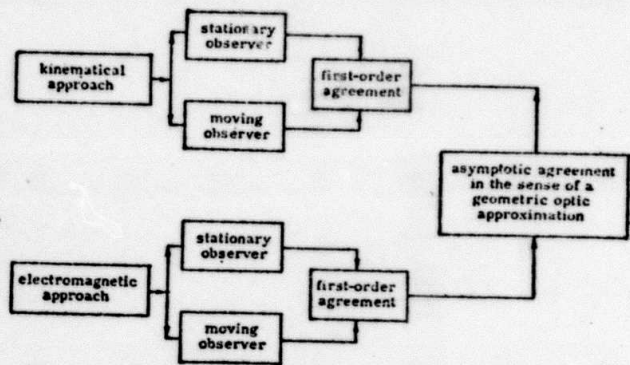 stationary
observer
kinematical
approach
first-order
agreement
moving
observer
asymptotic agreement
in the sense of a
geometric optic
approximation
stationary
observer
electromagnetic
approach
first-order
agreement
moving
observer